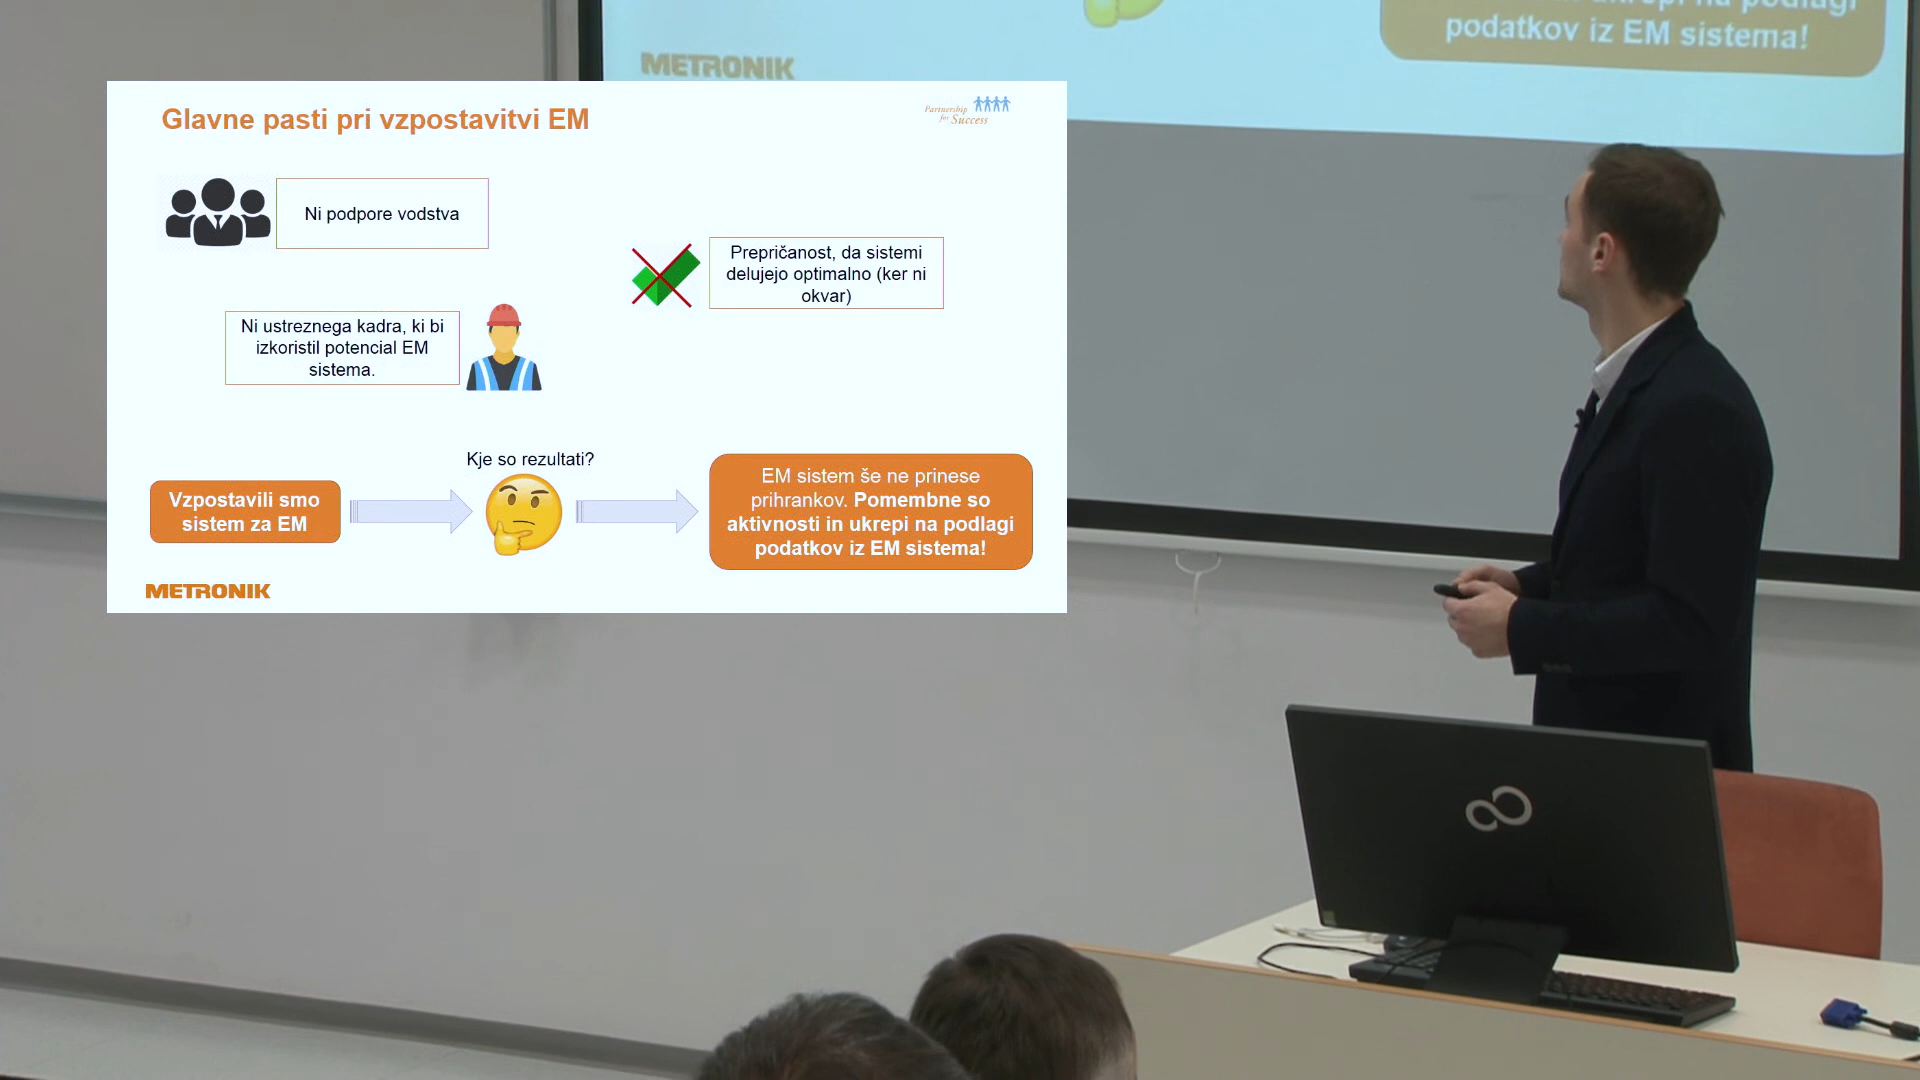 ukrepi na podlagi
podatkov iz EM sistema!
METRONIK
Glavne pasti pri vzpostavitvi EM
Partnership
for Success
Ni podpore vodstva
Prepričanost, da sistemi
delujejo optimalno (ker ni
okvar)
Ni ustreznega kadra, ki bi
izkoristil potencial EM
sistema.
Kje so rezultati?
Vzpostavili smo
sistem za EM
EM sistem še ne prinese
prihrankov. Pomembne so
aktivnosti in ukrepi na podlagi
podatkov iz EM sistema!
METRONIK